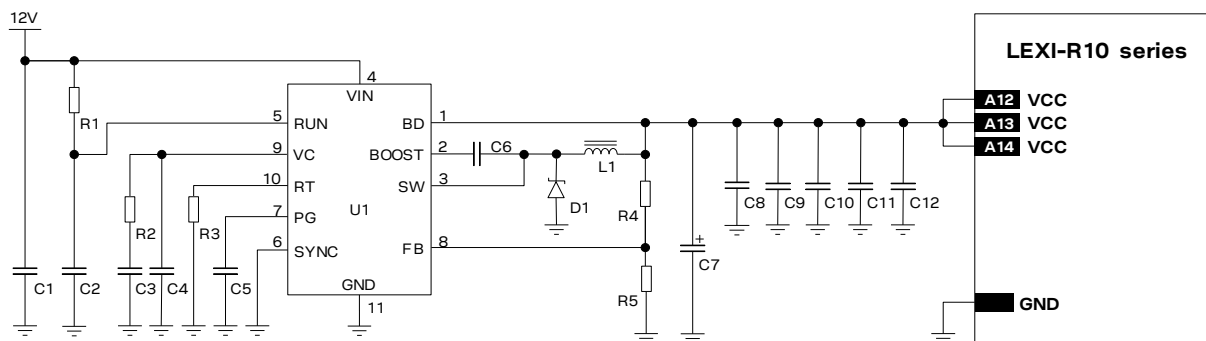 12V
LEXI-R10 series
4
VIN
R1
5 RUN BD 1
A12 VCC
A13 VCC
A14 VCC
9 VC BOOST 2 C6
L1
10 RT SW 3
U1
D1
C8 C9 C10 C11 C12
R2 R3
7 PG
R4
6 SYNC FB 8
C7
+
C1 C2 C3 C4 C5
GND
11
R5
GND